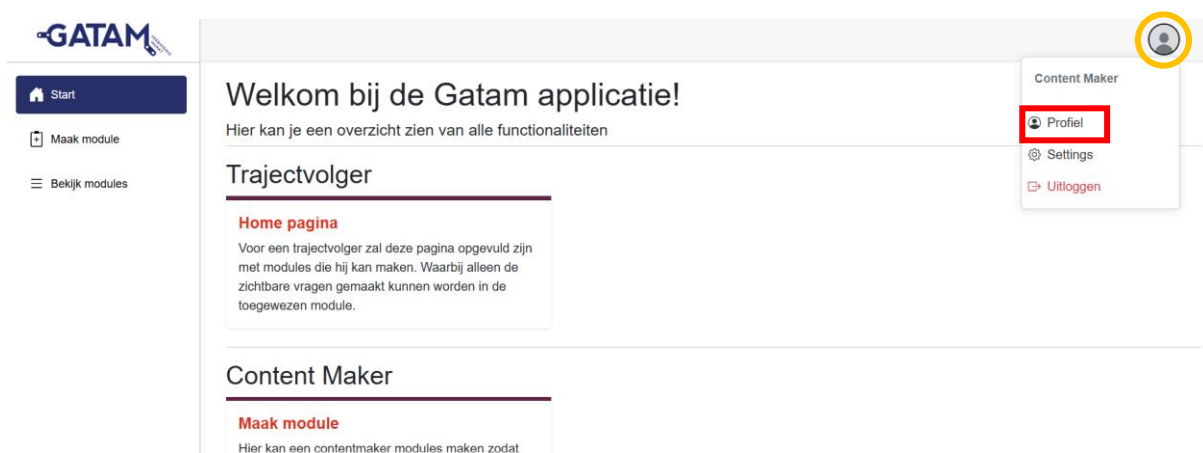 GATAM
Start
Maak module
Bekijk modules
Welkom bij de Gatam applicatie!
Hier kan je een overzicht zien van alle functionaliteiten
Content Maker
Profiel
Settings
Uitloggen
Trajectvolger
Home pagina
Voor een trajectvolger zal deze pagina opgevuld zijn
met modules die hij kan maken. Waarbij alleen de
zichtbare vragen gemaakt kunnen worden in de
toegewezen module.
Content Maker
Maak module
Hier kan een contentmaker modules maken zodat